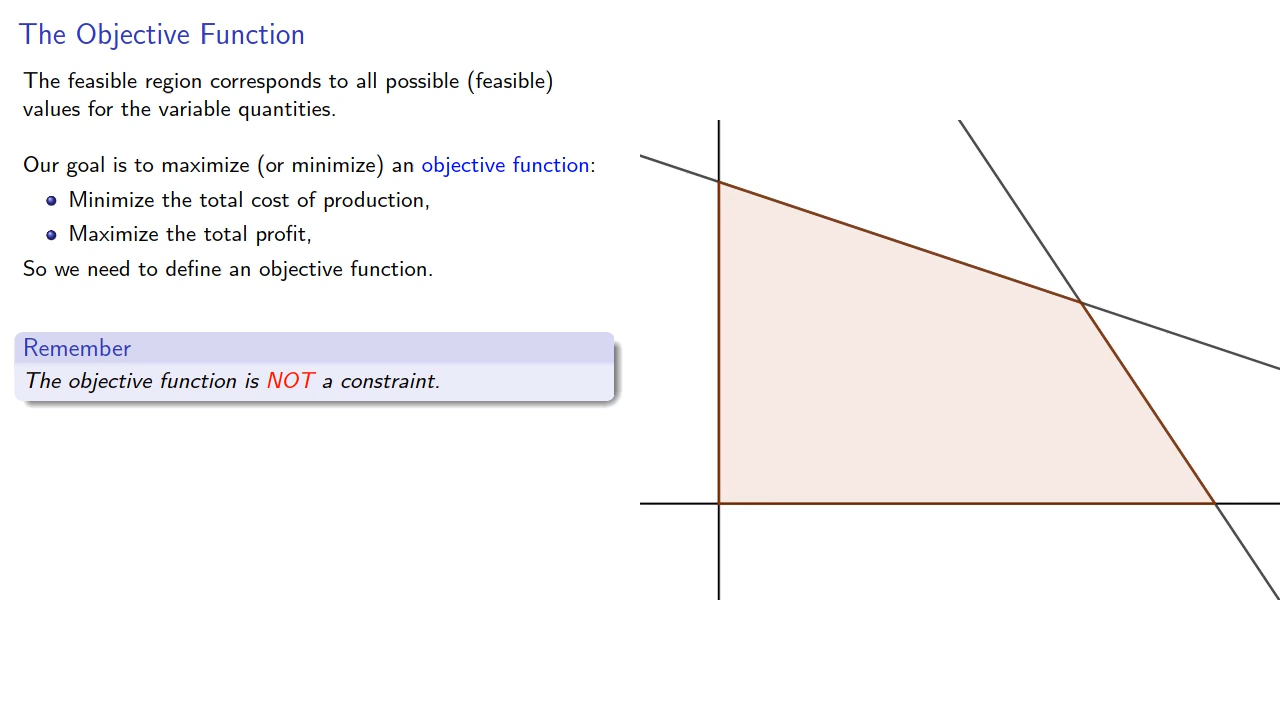 The Objective Function
The feasible region corresponds to all possible (feasible)
values for the variable quantities.
Our goal is to maximize (or minimize) an objective function:
Minimize the total cost of production,
Maximize the total profit,
So we need to define an objective function.
Remember
The objective function is NOT a constraint.